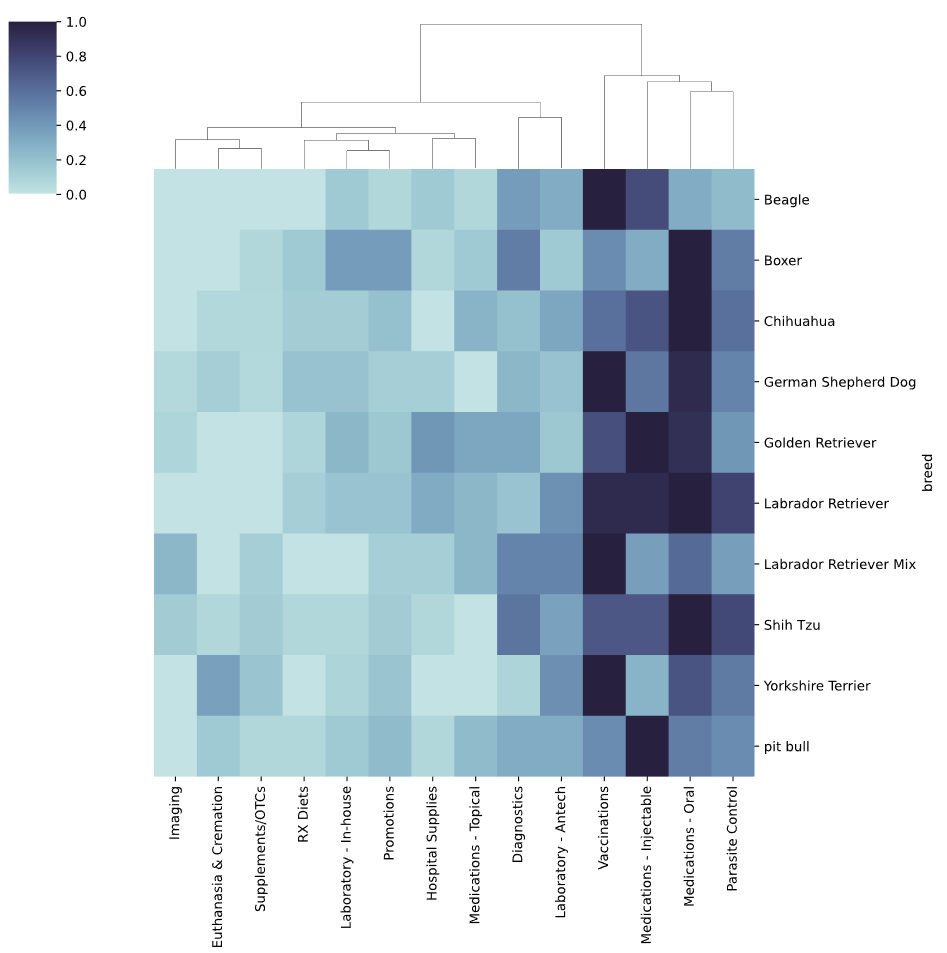 1.0
0.8
0.6
0.4
0.2
0.0
Beagle
Boxer
Chihuahua
German Shepherd Dog
Golden Retriever
Labrador Retriever
Labrador Retriever Mix
Shih Tzu
Yorkshire Terrier
pit bull
breed
Imaging
Euthanasia & Cremation
Supplements/OTCs
RX Diets
Laboratory - In-house
Promotions
Hospital Supplies
Medications - Topical
Diagnostics
Laboratory - Antech
Vaccinations
Medications - Injectable
Medications - Oral
Parasite Control